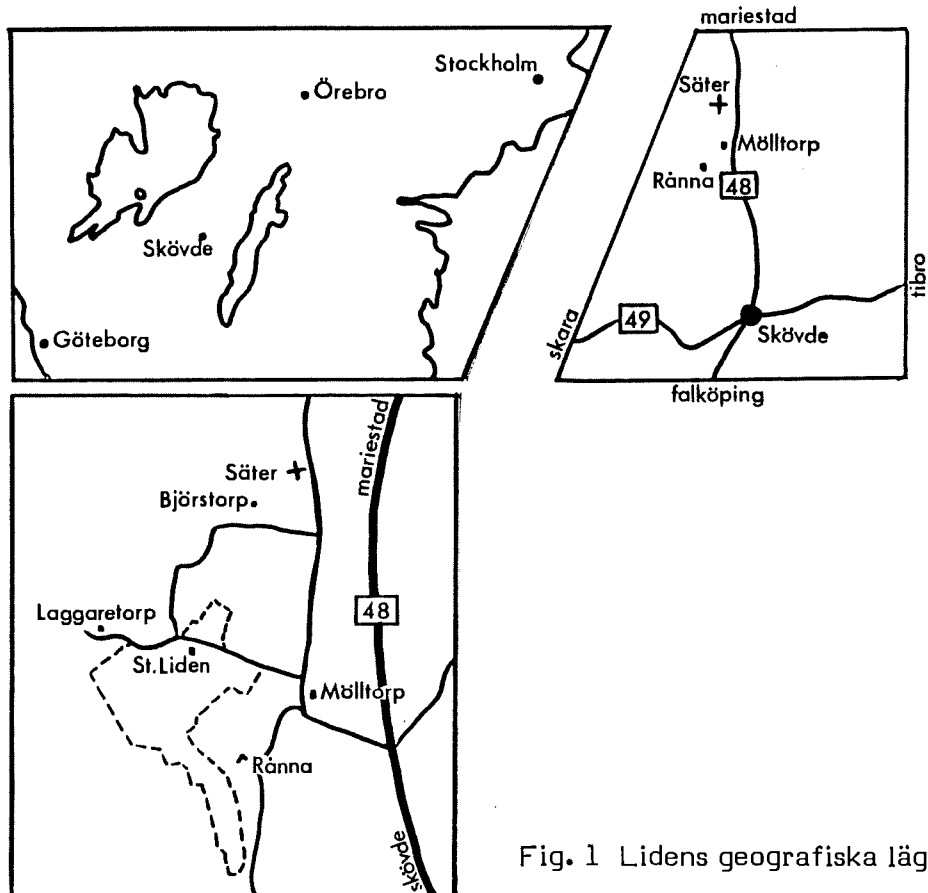 Stockholm
Örebro
Skövde
Göteborg
mariestad
Säter
Mölltorp
Rånna
48
tibro
49
skara
Skövde
falköping
mariestad
Säter
Björstorp
48
Laggaretorp
St.Liden
Mölltorp
Rånna
skövde
Fig. 1 Lidens geografiska läg